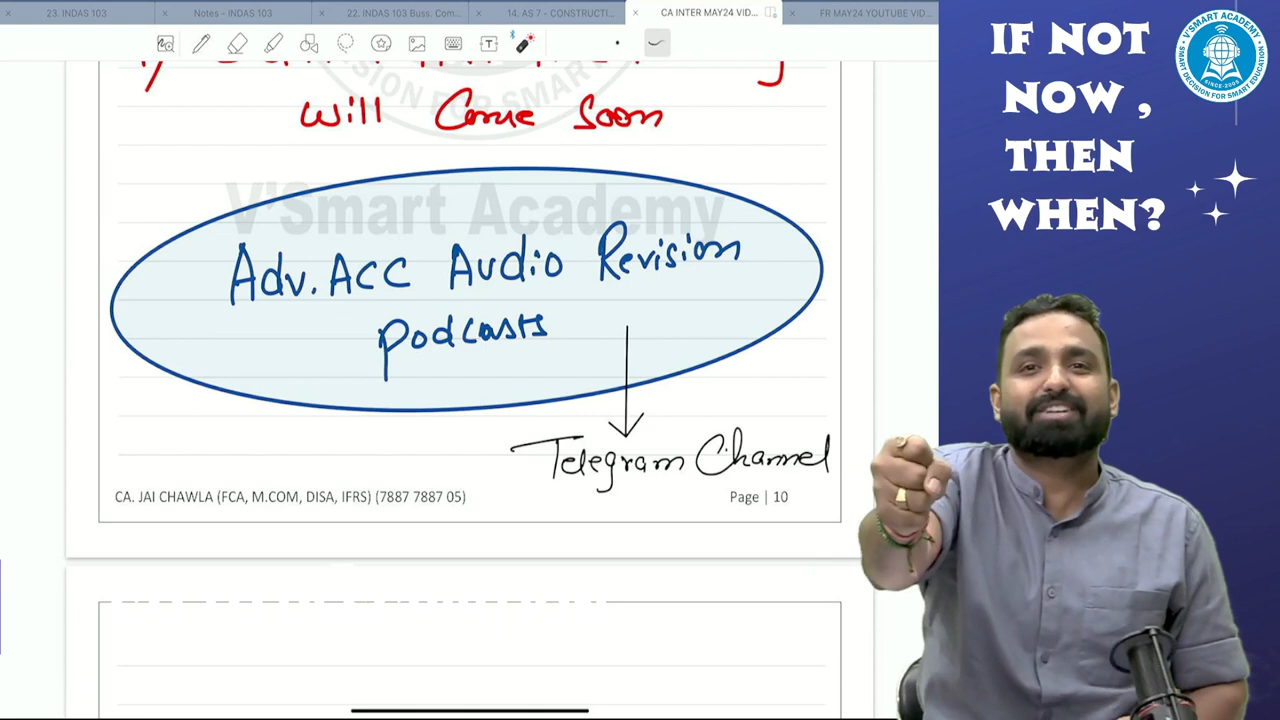 23. INDAS 103
Notes - INDAS 103
22. INDAS 103 Buss. Com...
14. AS 7 - CONSTRUCTI...
CA INTER MAY24 VID...
FR MAY24 YOUTUBE VID...
IF NOT
NOW ,
THEN
WHEN?
V'SMART ACADEMY
SINCE-2009
SMART DECISION FOR SMART EDUCATION
Will Come Soon
V'Smart Academy
Adv. Acc Audio Revision
podcasts
Telegram Channel
CA. JAI CHAWLA (FCA, M.COM, DISA, IFRS) (7887 7887 05)
Page | 10